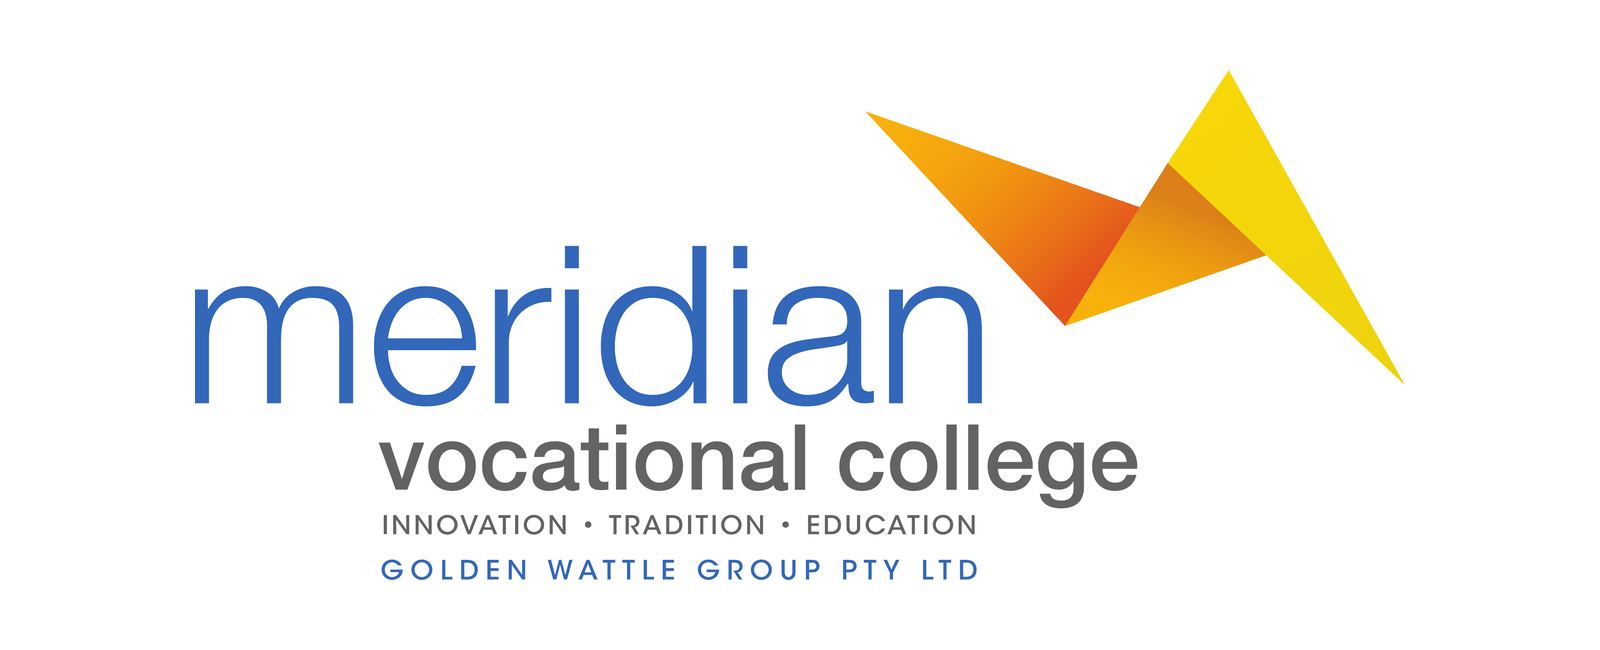 meridian
vocational college
INNOVATION • TRADITION • EDUCATION
GOLDEN WATTLE GROUP PTY LTD